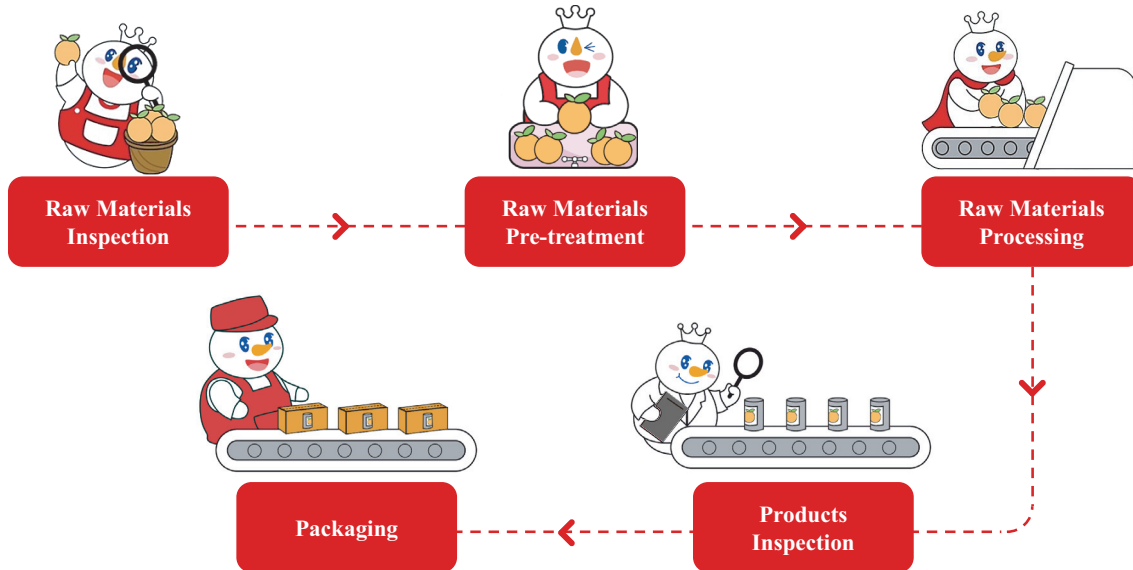 Raw Materials
Inspection
Raw Materials
Pre-treatment
Raw Materials
Processing
Products
Inspection
Packaging